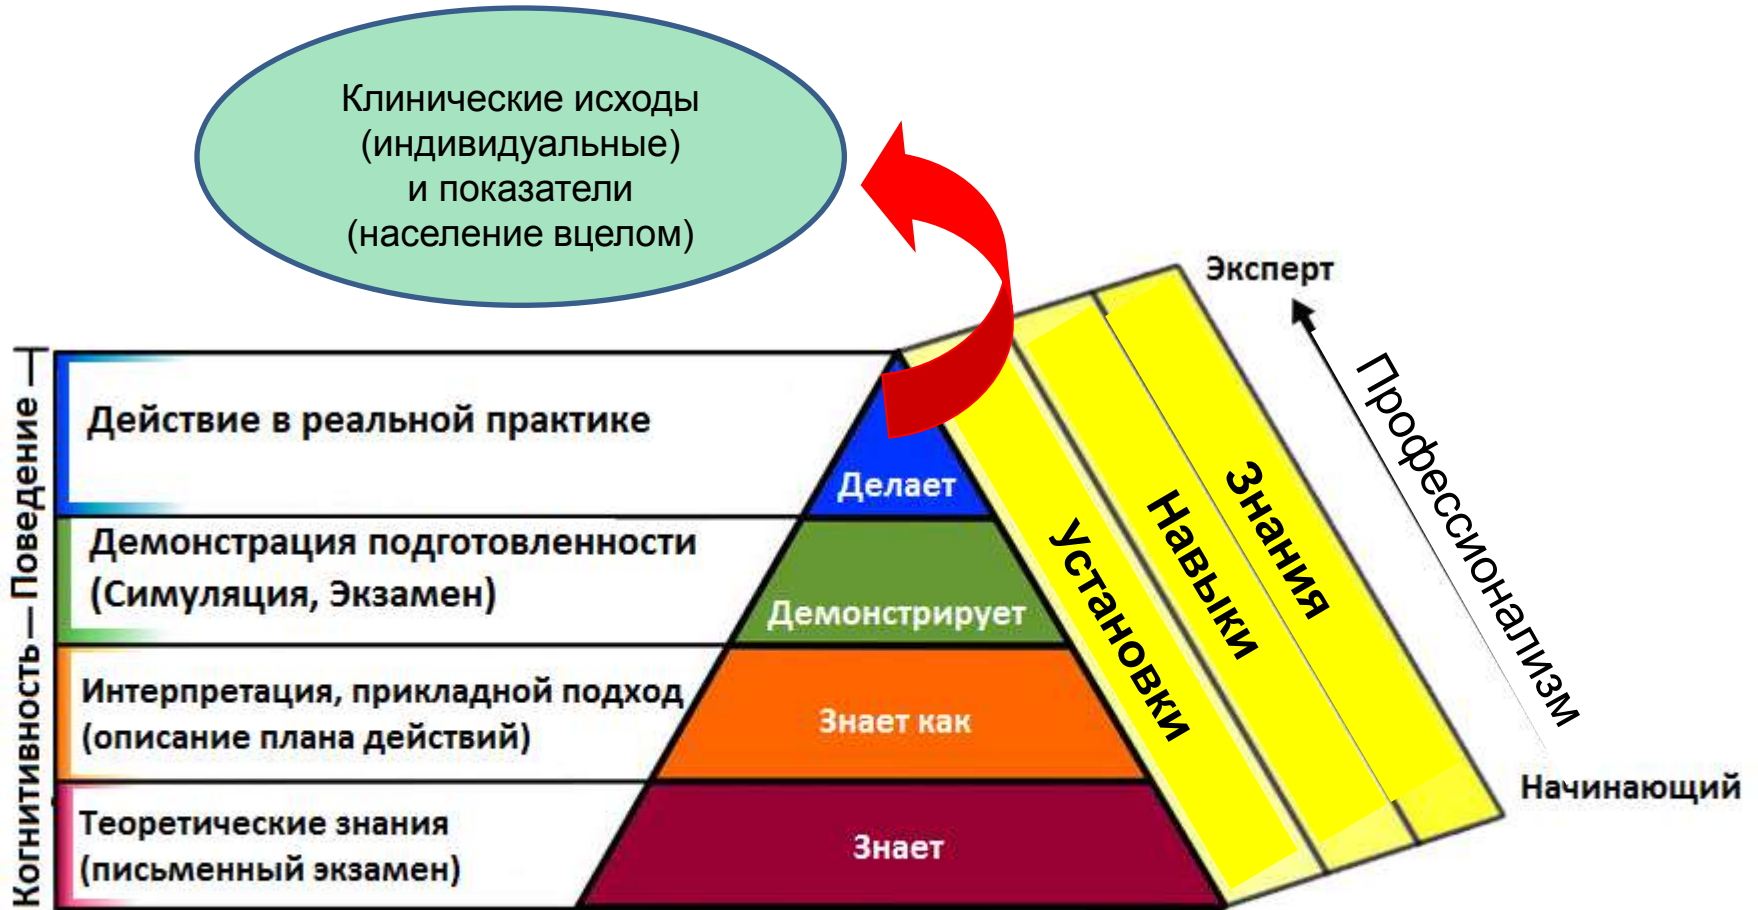 Клинические исходы
(индивидуальные)
и показатели
(население вцелом)
Эксперт
Профессионализм
Начинающий
Когнитивность — Поведение
Действие в реальной практике
Делает
Демонстрация подготовленности
(Симуляция, Экзамен)
Демонстрирует
Интерпретация, прикладной подход
(описание плана действий)
Знает как
Теоретические знания
(письменный экзамен)
Знает
Установки
Навыки
Знания